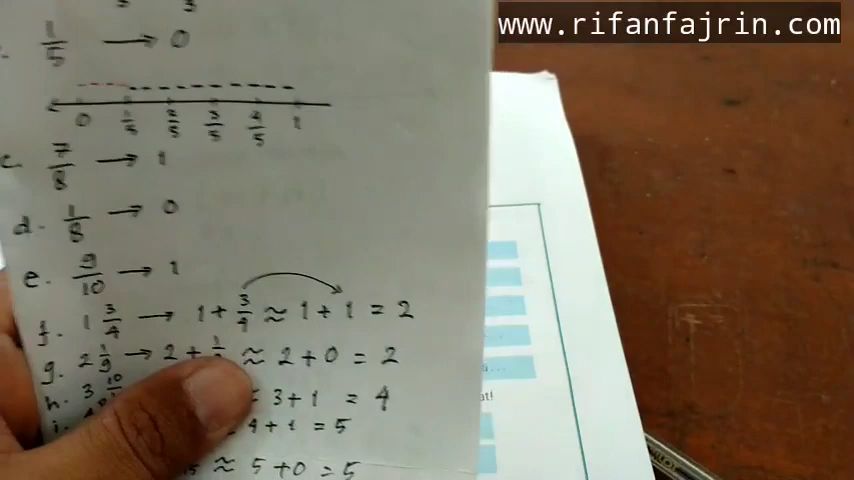 www.rifanfajrin.com
1/5 → 0
0 1/5 2/5 3/5 4/5 1
c 7/8 → 1
d. 1/8 → 0
e. 9/10 → 1
f. 1 3/4 → 1 + 3/4 ≈ 1 + 1 = 2
g. 2 1/9 → 2 + ≈ 2 + 0 = 2
h. 3 3 + 1 = 4
4 + 1 = 5
≈ 5 + 0 = 5
at!